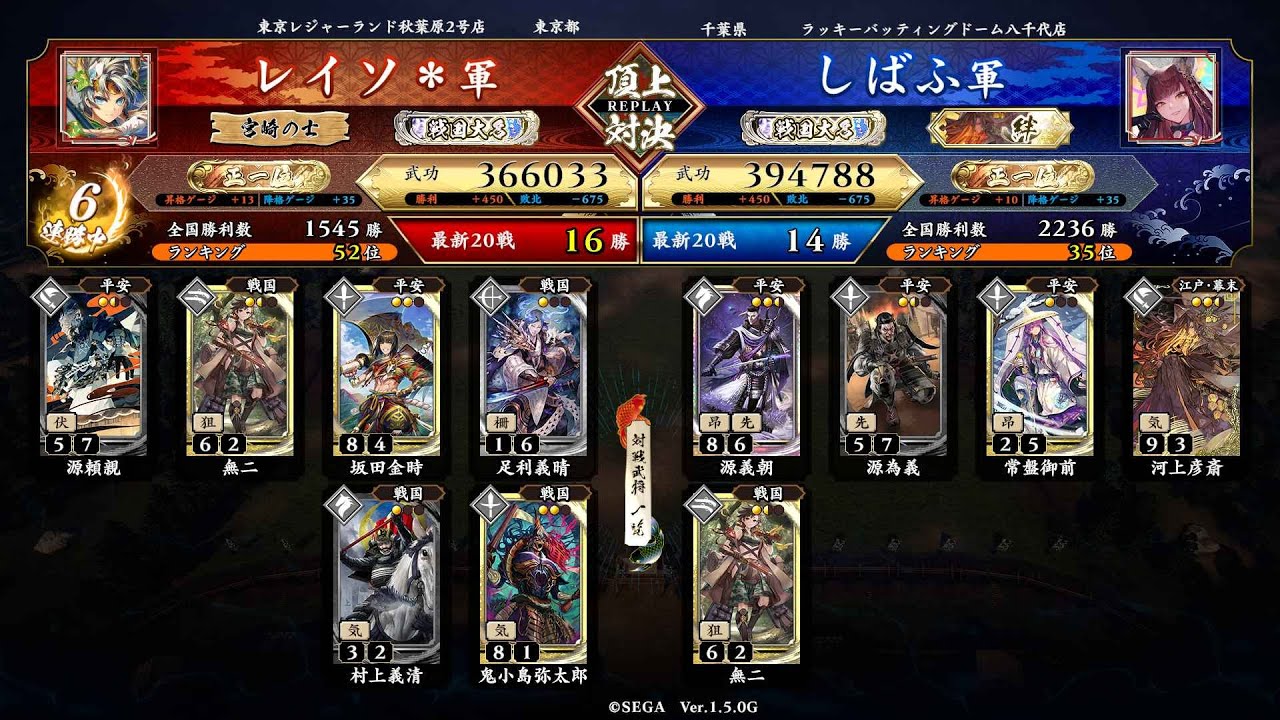 東京レジャーランド秋葉原2号店 東京都
千葉県 ラッキーバッティングドーム八千代店
レイソ＊軍
頂上
REPLAY
対決
しばふ軍
宮崎の士
戦国大名
戦国大名
絆
正一位
武功 366033
武功 394788
正一位
昇格ゲージ +13 降格ゲージ +35
勝利 +450 敗北 -675
勝利 +450 敗北 -675
昇格ゲージ +10 降格ゲージ +35
6
連勝中
全国勝利数 1545 勝
ランキング 52位
最新20戦 16勝
最新20戦 14勝
全国勝利数 2236 勝
ランキング 35位
平安
伏
5 7
源頼親
戦国
狙
6 2
無二
平安
8 4
坂田金時
戦国
柵
1 6
足利義晴
戦国
気
3 2
村上義清
戦国
気
8 1
鬼小島弥太郎
対戦武将一覧
平安
昂 先
8 6
源義朝
平安
先
5 7
源為義
平安
昂
2 5
常盤御前
江戸・幕末
気
9 3
河上彦斎
戦国
狙
6 2
無二
©SEGA Ver.1.5.0G